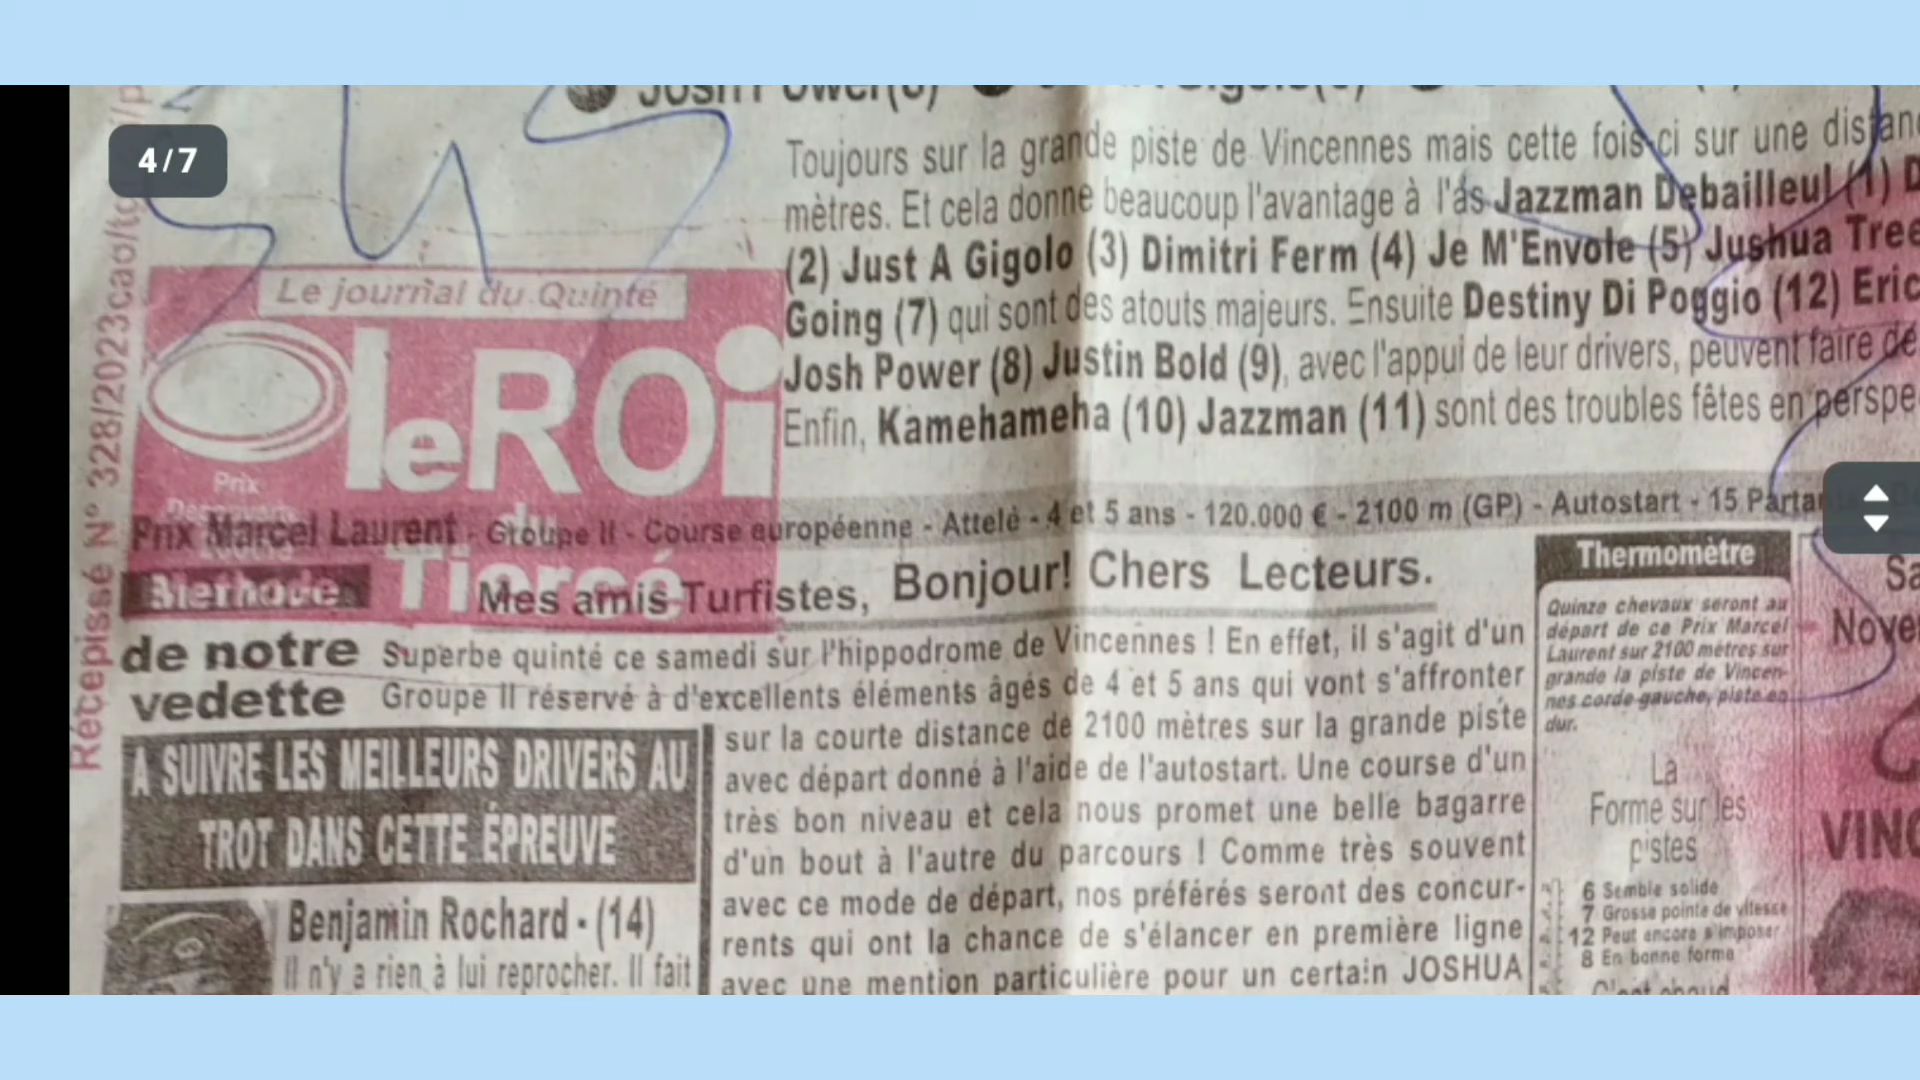 4/7
Josh Power(8)
Toujours sur la grande piste de Vincennes mais cette fois-ci sur une
mètres. Et cela donne beaucoup l'avantage à l'as Jazzman Debailleul (1) D
(2) Just A Gigolo (3) Dimitri Ferm (4) Je M'Envole (5) Jushua Tree
Going (7) qui sont des atouts majeurs. Ensuite Destiny Di Poggio (12) Eric
Josh Power (8) Justin Bold (9), avec l'appui de leur drivers, peuvent faire de
Enfin, Kamehameha (10) Jazzman (11) sont des troubles fêtes en
Récepissé N° 328/2023
Le journal du Quinté
le ROi
du
Tiercé
Prix
Prix Marcel Laurent - Groupe II - Course européenne - Attelé - 4 et 5 ans - 120.000 € - 2100 m (GP) - Autostart - 15
Mes amis Turfistes, Bonjour! Chers Lecteurs.
de notre
vedette
Superbe quinté ce samedi sur l'hippodrome de Vincennes ! En effet, il s'agit d'un
Groupe II réservé à d'excellents éléments âgés de 4 et 5 ans qui vont s'affronter
sur la courte distance de 2100 mètres sur la grande piste
avec départ donné à l'aide de l'autostart. Une course d'un
très bon niveau et cela nous promet une belle bagarre
d'un bout à l'autre du parcours ! Comme très souvent
avec ce mode de départ, nos préférés seront des concur-
rents qui ont la chance de s'élancer en première ligne
avec une mention particulière pour un certain JOSHUA
A SUIVRE LES MEILLEURS DRIVERS AU
TROT DANS CETTE ÉPREUVE
Benjamin Rochard - (14)
Il n'y a rien à lui reprocher. Il fait
Thermomètre
Quinze chevaux seront au
départ de ce Prix Marcel
Laurent sur 2100 mètres sur
grande la piste de Vincen-
nes corde gauche, piste en
dur.
La
Forme sur les
pistes
6 Semble solide
7 Grosse pointe de vitesse
12 Peut encore s'imposer
8 En bonne forme
Sa
Nove
VINC